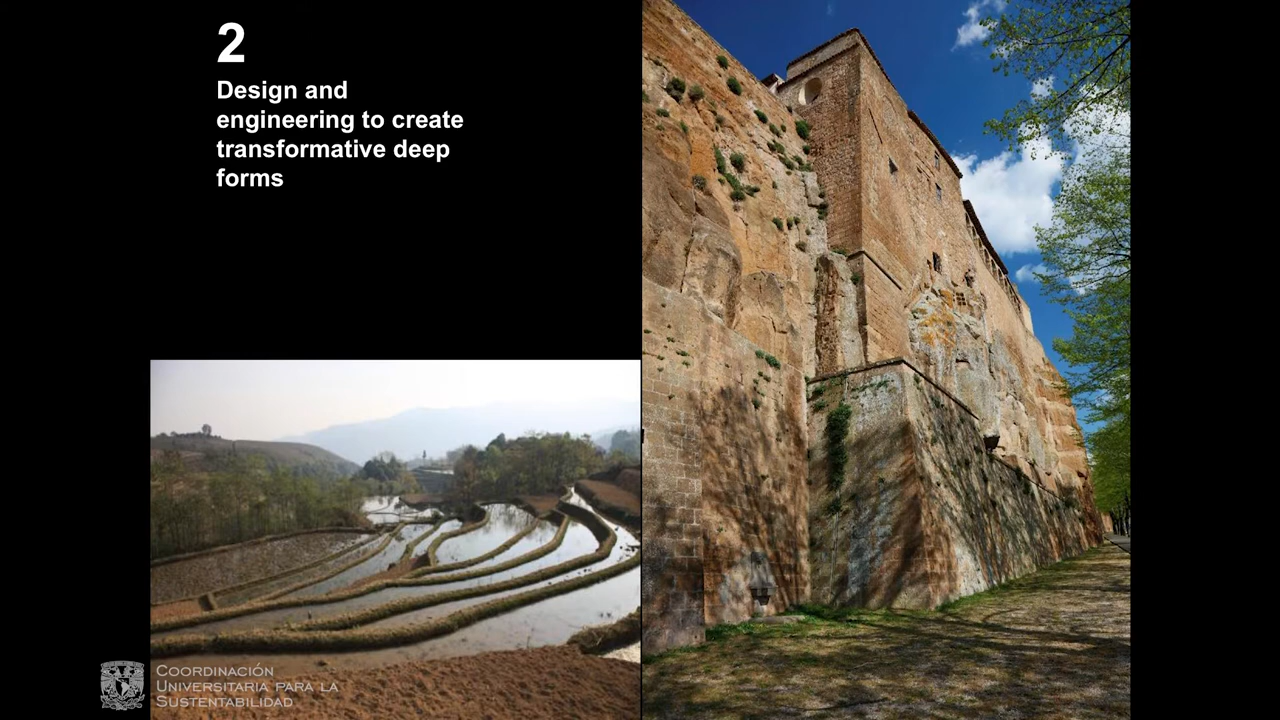 2
Design and
engineering to create
transformative deep
forms
Coordinación
Universitaria para la
Sustentabilidad